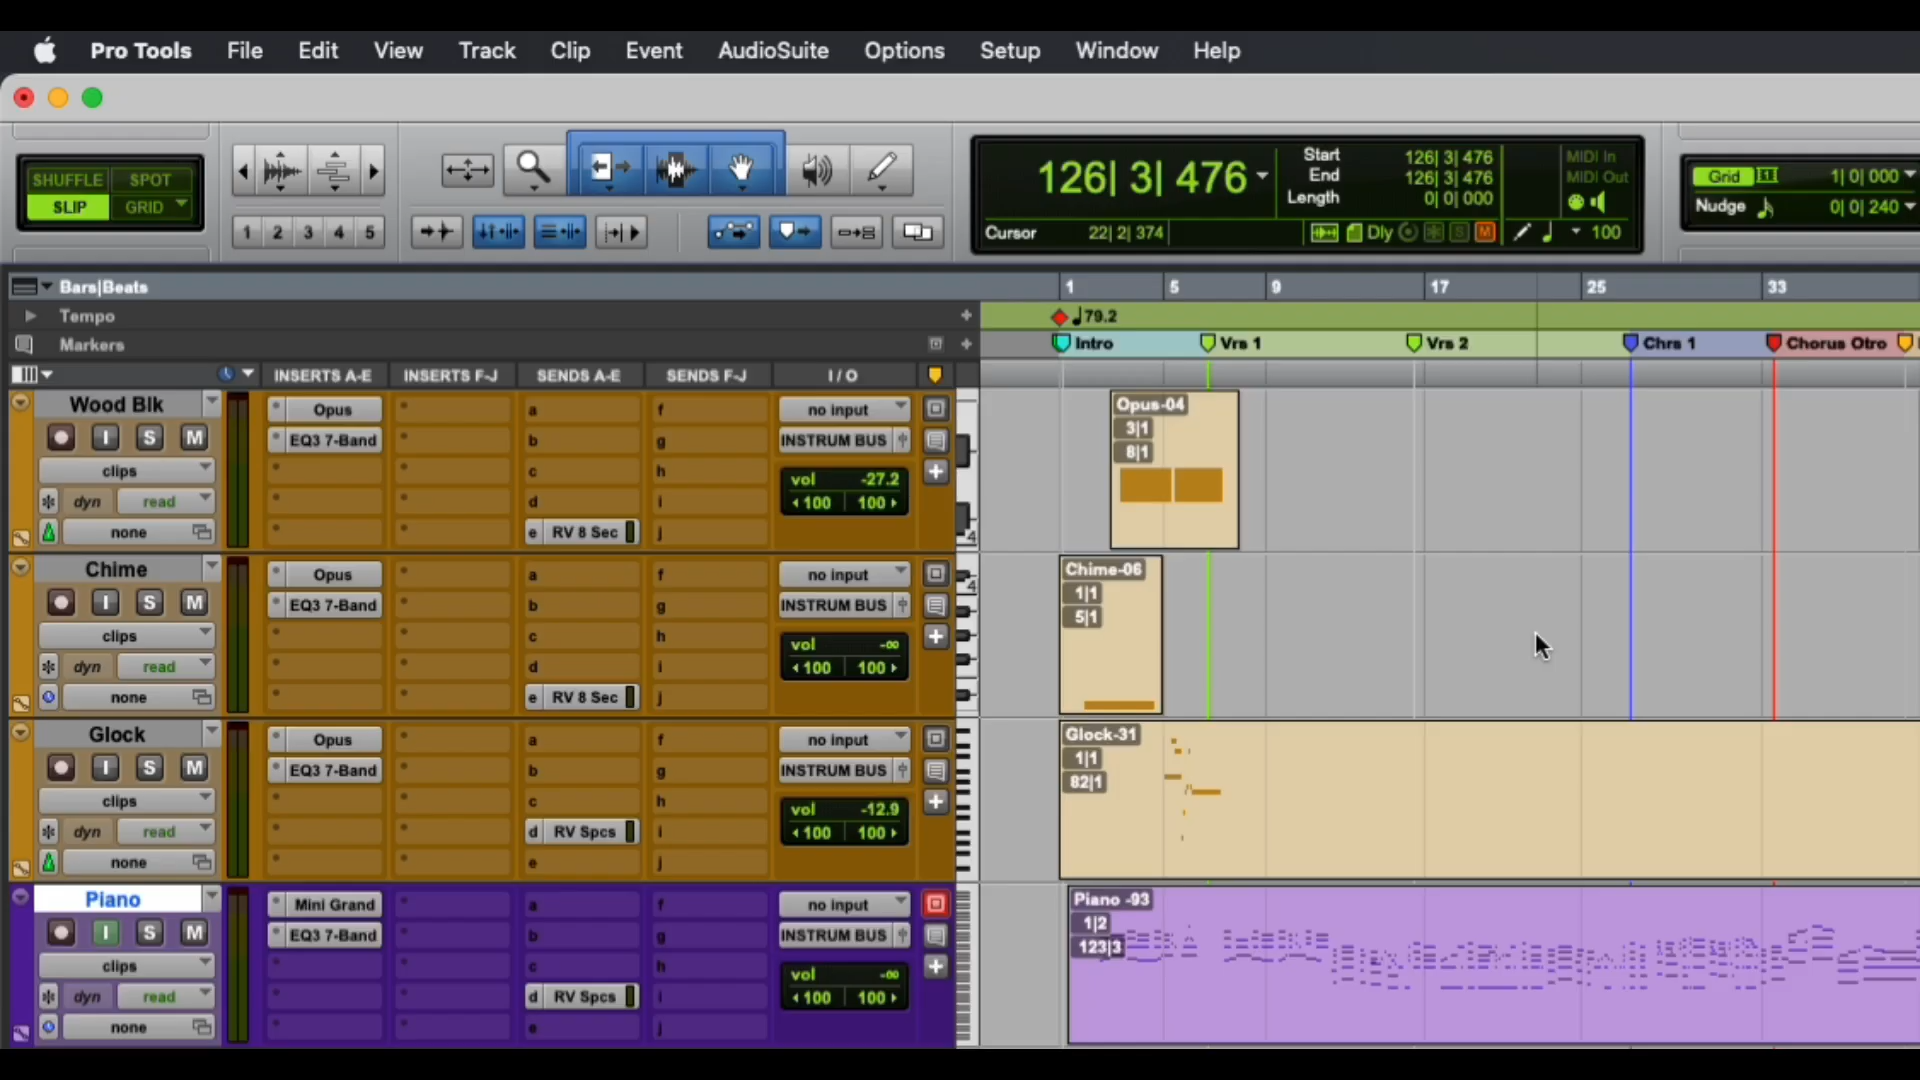 Pro Tools File Edit View Track Clip Event AudioSuite Options Setup Window Help
SHUFFLE SPOT
SLIP GRID
1 2 3 4 5
126| 3| 476
Start 126| 3| 476
End 126| 3| 476
Length 0| 0| 000
Cursor 22| 2| 374
Dly S M 100
MIDI In
MIDI Out
Grid 1| 0| 000
Nudge 0| 0| 240
Bars|Beats 1 5 9 17 25 33
Tempo 79.2
Markers Intro Vrs 1 Vrs 2 Chrs 1 Chorus Otro
INSERTS A-E INSERTS F-J SENDS A-E SENDS F-J I / O
Wood Blk Opus a f no input
I S M EQ3 7-Band b g INSTRUM BUS
clips c h vol -27.2
dyn read d i 100 100
none e RV 8 Sec j
4
Opus-04
3|1
8|1
Chime Opus a f no input
I S M EQ3 7-Band b g INSTRUM BUS
clips c h vol -∞
dyn read d i 100 100
none e RV 8 Sec j
4
Chime-06
1|1
5|1
Glock Opus a f no input
I S M EQ3 7-Band b g INSTRUM BUS
clips c h vol -12.9
dyn read d RV Spcs i 100 100
none e j
Glock-31
1|1
82|1
Piano Mini Grand a f no input
I S M EQ3 7-Band b g INSTRUM BUS
clips c h vol -∞
dyn read d RV Spcs i 100 100
none e j
Piano -93
1|2
123|3